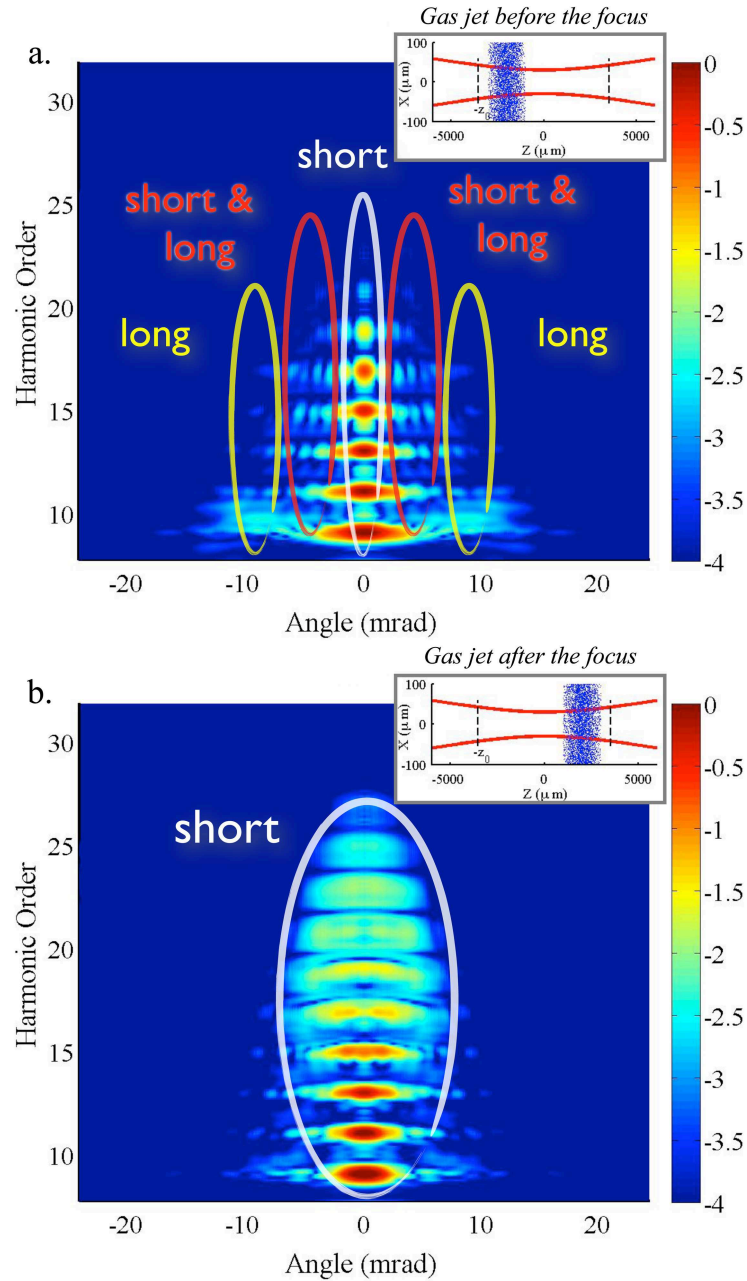 Gas jet before the focus
a.
100
0
-100
X (μm)
-z0
-5000
0
5000
Z (μm)
short
short &
long
short &
long
long
long
30
25
20
15
10
Harmonic Order
-20
-10
0
10
20
Angle (mrad)
0
-0.5
-1
-1.5
-2
-2.5
-3
-3.5
-4
Gas jet after the focus
b.
100
0
-100
X (μm)
-z0
-5000
0
5000
Z (μm)
short
30
25
20
15
10
Harmonic Order
-20
-10
0
10
20
Angle (mrad)
0
-0.5
-1
-1.5
-2
-2.5
-3
-3.5
-4